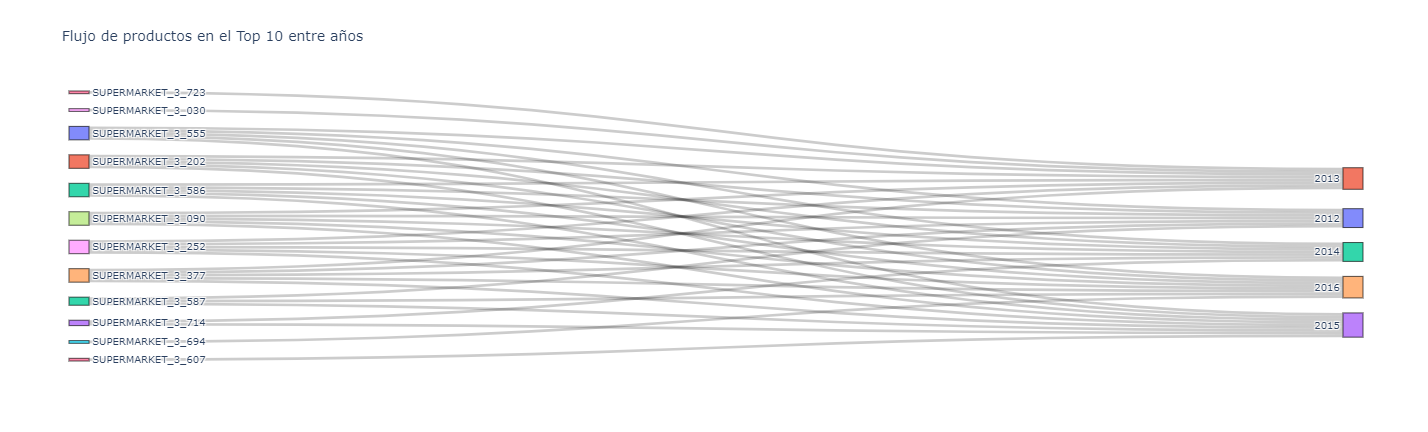 Flujo de productos en el Top 10 entre años
SUPERMARKET_3_723
SUPERMARKET_3_030
SUPERMARKET_3_555
SUPERMARKET_3_202
SUPERMARKET_3_586
SUPERMARKET_3_090
SUPERMARKET_3_252
SUPERMARKET_3_377
SUPERMARKET_3_587
SUPERMARKET_3_714
SUPERMARKET_3_694
SUPERMARKET_3_607
2013
2012
2014
2016
2015